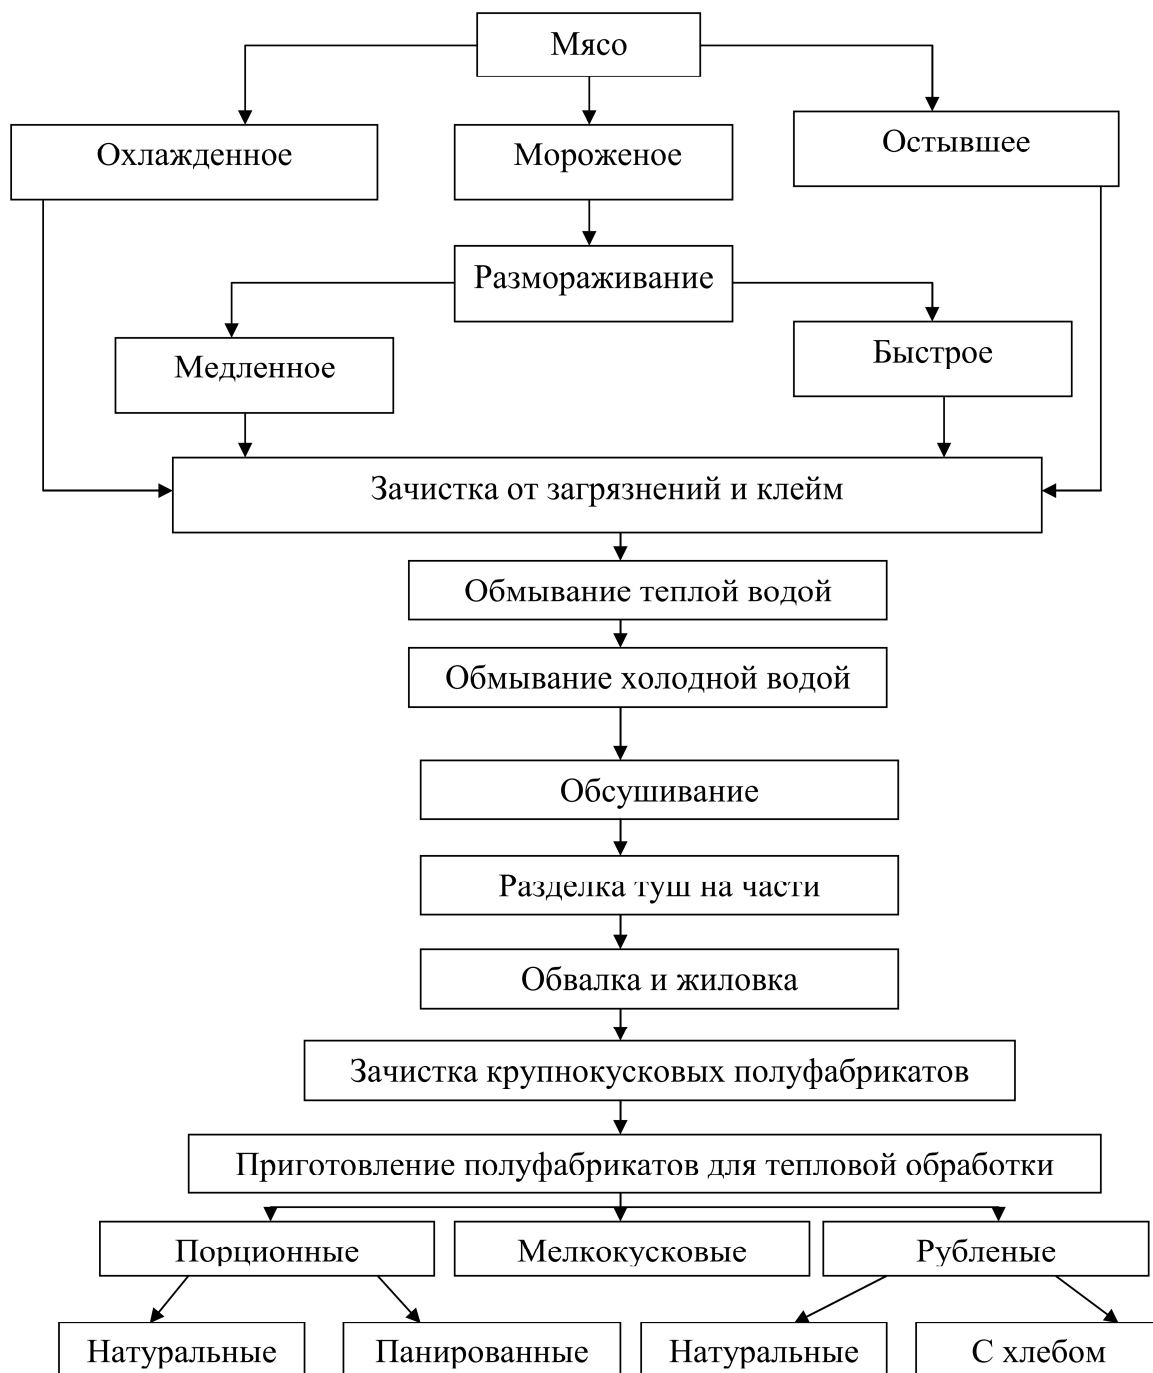 Мясо
Охлажденное
Мороженое
Остывшее
Размораживание
Медленное
Быстрое
Зачистка от загрязнений и клейм
Обмывание теплой водой
Обмывание холодной водой
Обсушивание
Разделка туш на части
Обвалка и жиловка
Зачистка крупнокусковых полуфабрикатов
Приготовление полуфабрикатов для тепловой обработки
Порционные
Мелкокусковые
Рубленые
Натуральные
Панированные
Натуральные
С хлебом